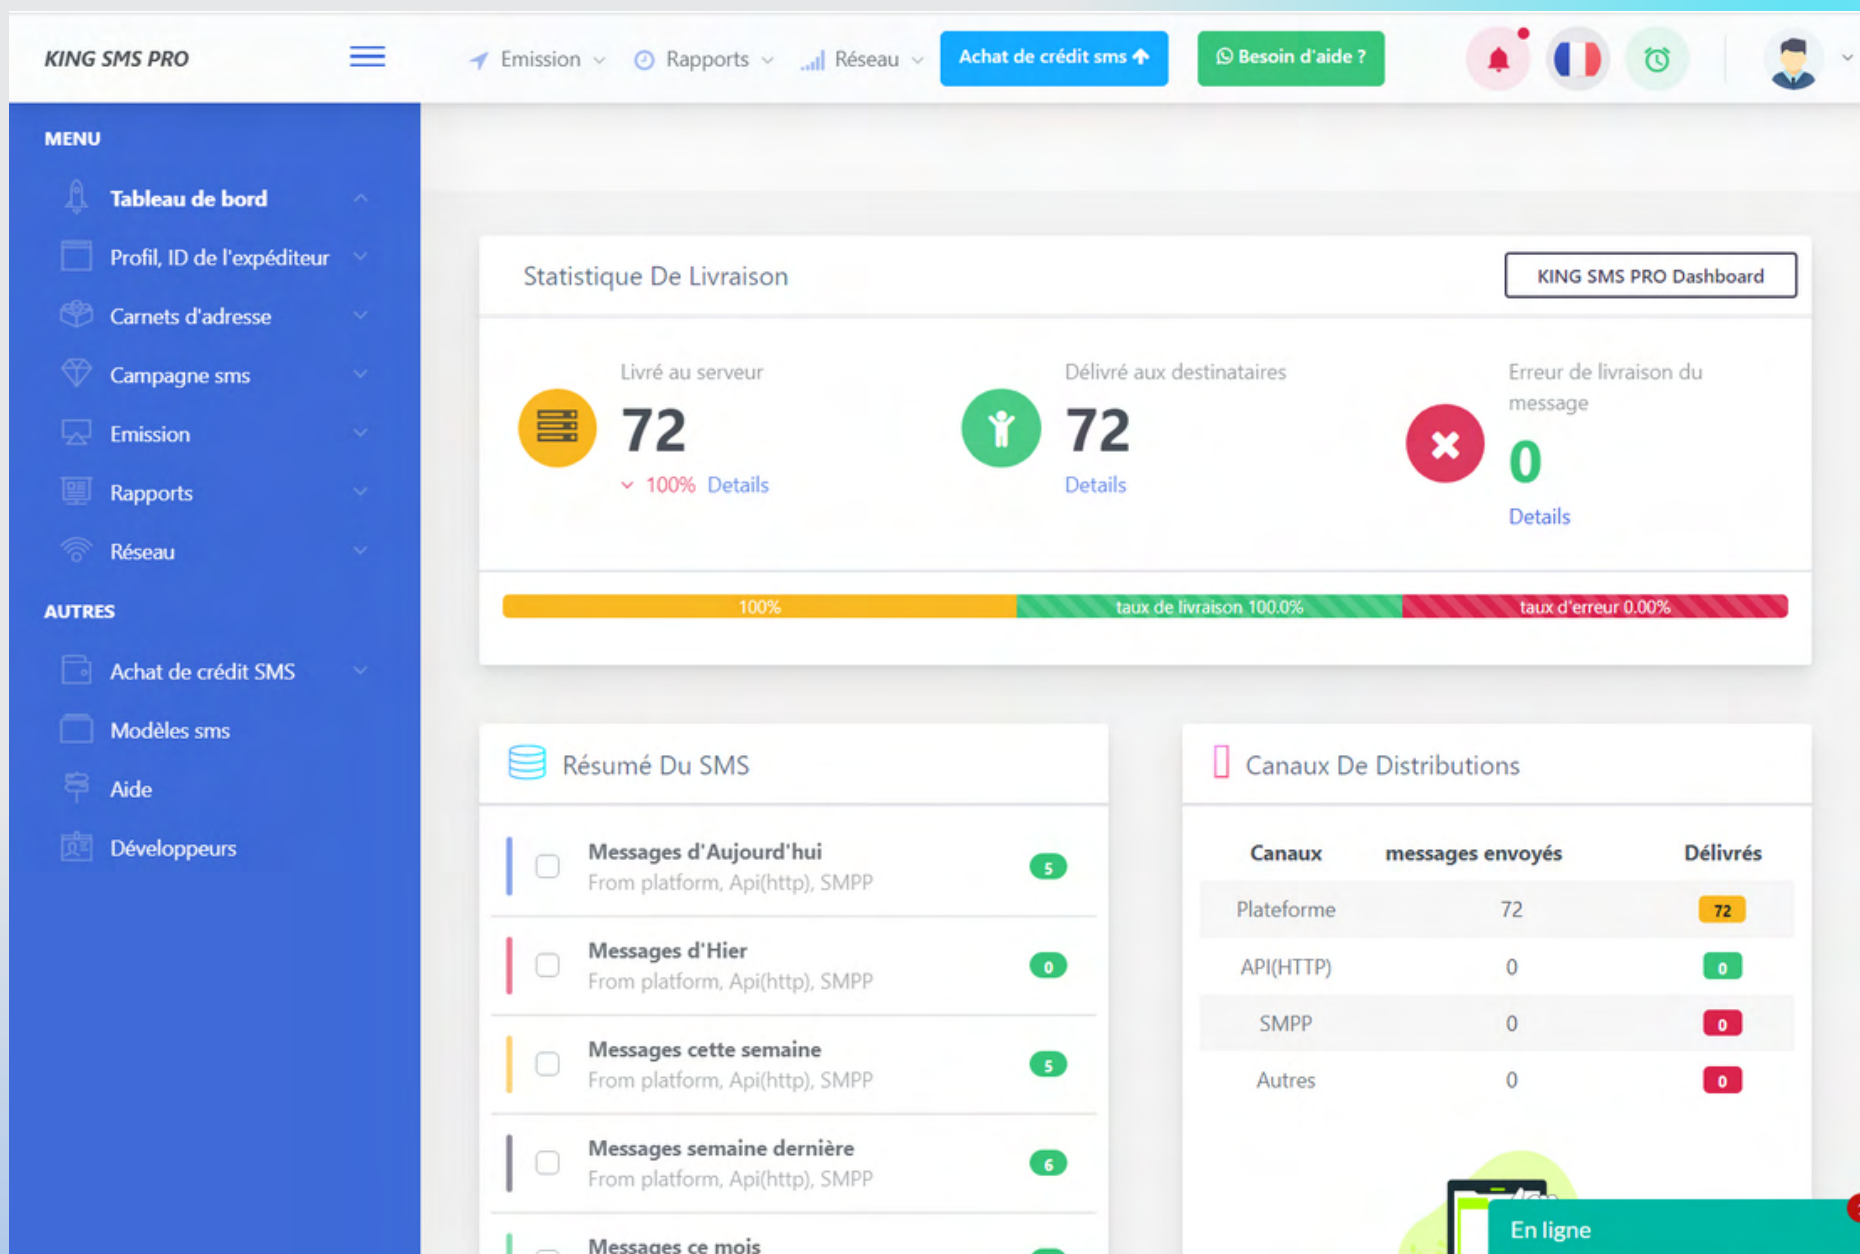 KING SMS PRO
Emission
Rapports
Réseau
Achat de crédit sms
Besoin d'aide ?
MENU
Tableau de bord
Profil, ID de l'expéditeur
Carnets d'adresse
Campagne sms
Emission
Rapports
Réseau
AUTRES
Achat de crédit SMS
Modèles sms
Aide
Développeurs
Statistique De Livraison
KING SMS PRO Dashboard
Livré au serveur
72
100% Details
Délivré aux destinataires
72
Details
Erreur de livraison du
message
0
Details
100%
taux de livraison 100.0%
taux d'erreur 0.00%
Résumé Du SMS
Messages d'Aujourd'hui
From platform, Api(http), SMPP
5
Messages d'Hier
From platform, Api(http), SMPP
0
Messages cette semaine
From platform, Api(http), SMPP
5
Messages semaine dernière
From platform, Api(http), SMPP
6
Messages ce mois
Canaux De Distributions
Canaux messages envoyés Délivrés
Plateforme 72 72
API(HTTP) 0 0
SMPP 0 0
Autres 0 0
En ligne